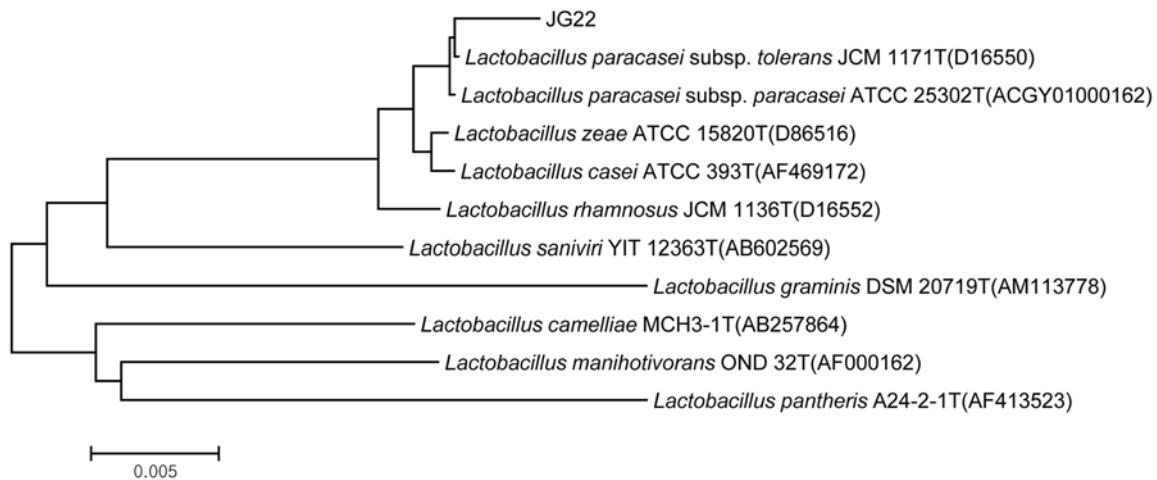 JG22
Lactobacillus paracasei subsp. tolerans JCM 1171T(D16550)
Lactobacillus paracasei subsp. paracasei ATCC 25302T(ACGY01000162)
Lactobacillus zeae ATCC 15820T(D86516)
Lactobacillus casei ATCC 393T(AF469172)
Lactobacillus rhamnosus JCM 1136T(D16552)
Lactobacillus saniviri YIT 12363T(AB602569)
Lactobacillus graminis DSM 20719T(AM113778)
Lactobacillus camelliae MCH3-1T(AB257864)
Lactobacillus manihotivorans OND 32T(AF000162)
Lactobacillus pantheris A24-2-1T(AF413523)
0.005